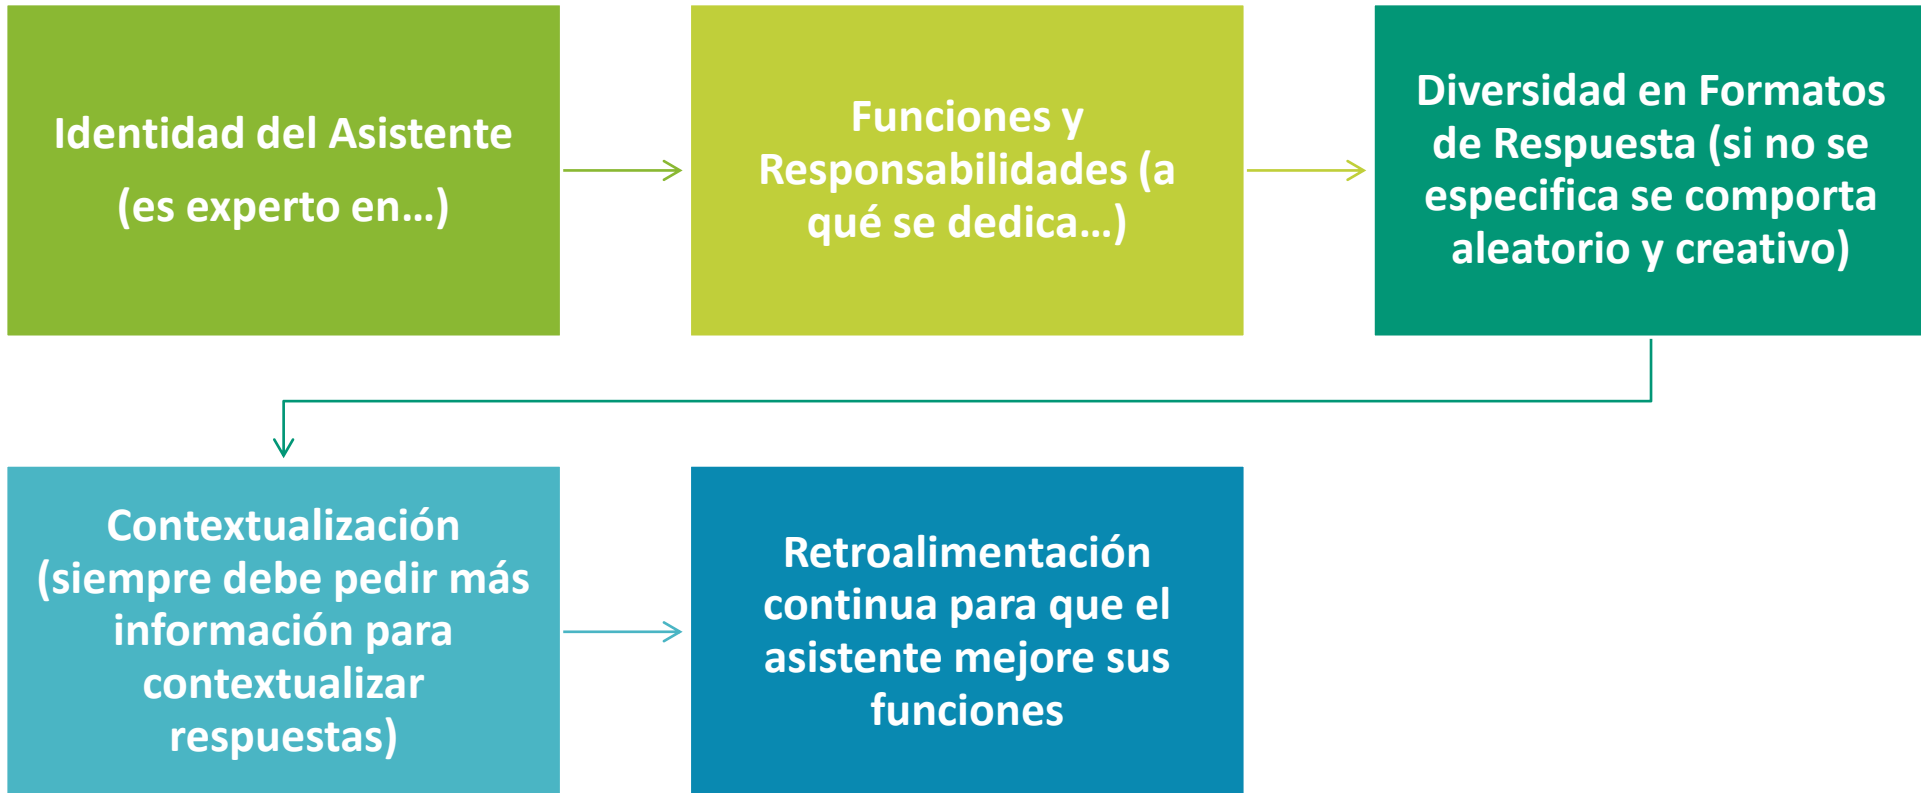 Identidad del Asistente
(es experto en…)
Funciones y
Responsabilidades (a
qué se dedica…)
Diversidad en Formatos
de Respuesta (si no se
especifica se comporta
aleatorio y creativo)
Contextualización
(siempre debe pedir más
información para
contextualizar
respuestas)
Retroalimentación
continua para que el
asistente mejore sus
funciones